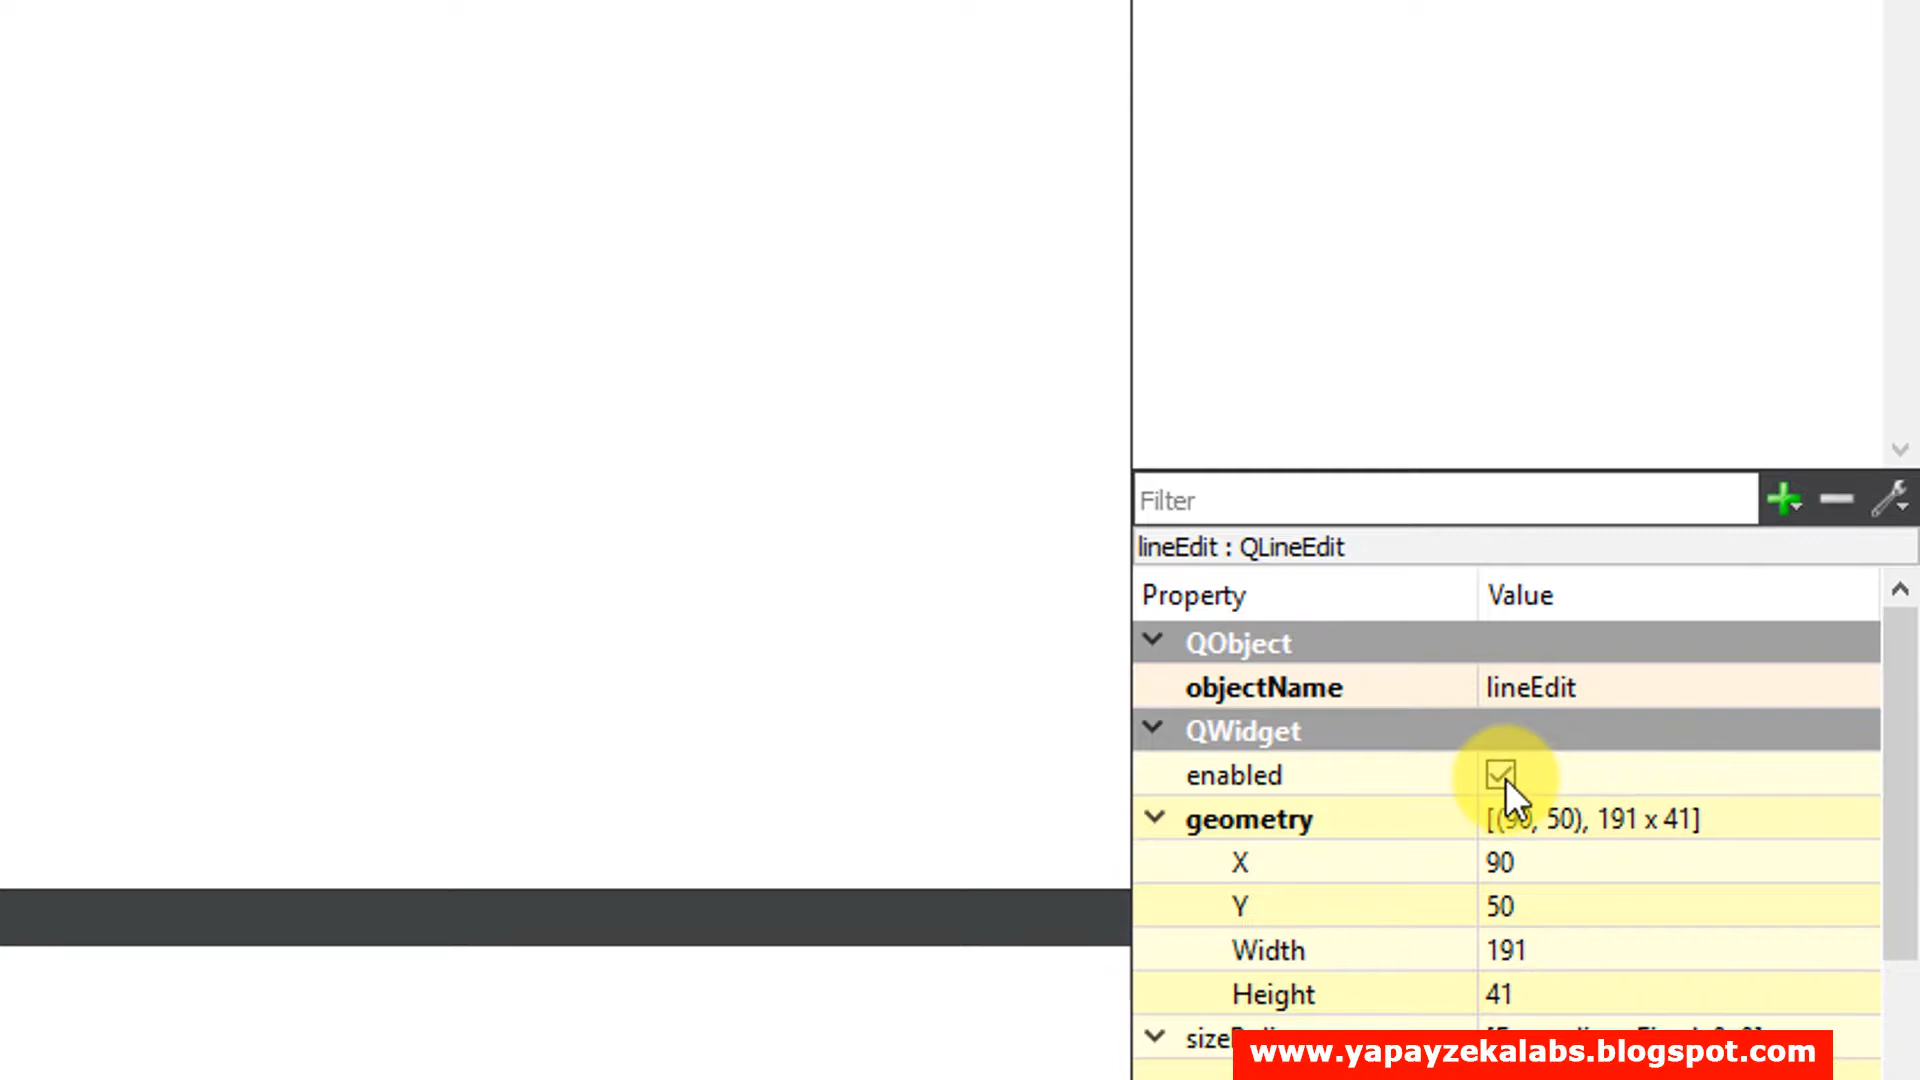 Filter
lineEdit : QLineEdit
Property Value
QObject
objectName lineEdit
QWidget
enabled
geometry [(90, 50), 191 x 41]
X 90
Y 50
Width 191
Height 41
www.yapayzekalabs.blogspot.com